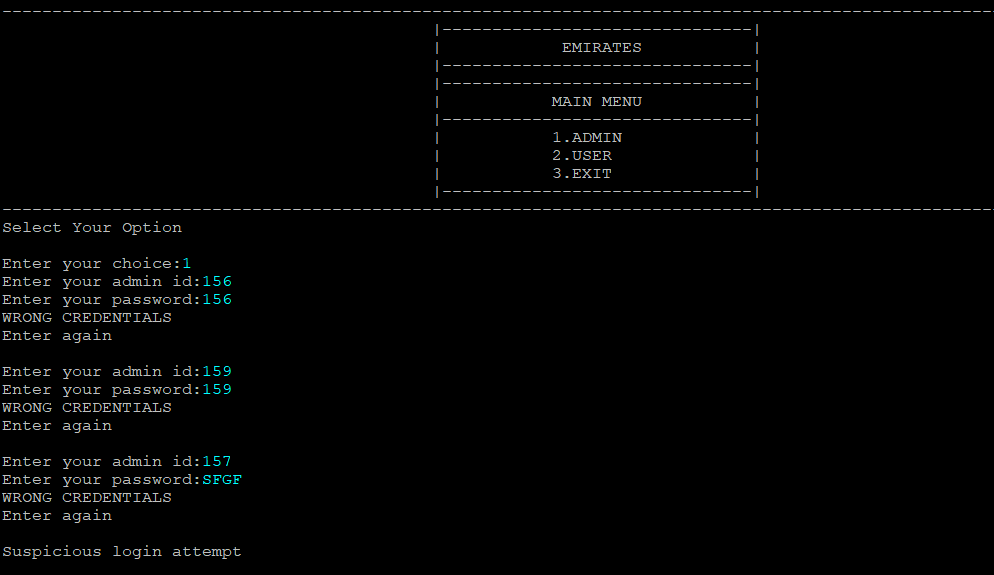 ----------------------------------------------------------------------------------------------------
|-------------------------------|
| EMIRATES |
|-------------------------------|
|-------------------------------|
| MAIN MENU |
|-------------------------------|
| 1.ADMIN |
| 2.USER |
| 3.EXIT |
|-------------------------------|
----------------------------------------------------------------------------------------------------
Select Your Option
Enter your choice:1
Enter your admin id:156
Enter your password:156
WRONG CREDENTIALS
Enter again
Enter your admin id:159
Enter your password:159
WRONG CREDENTIALS
Enter again
Enter your admin id:157
Enter your password:SFGF
WRONG CREDENTIALS
Enter again
Suspicious login attempt